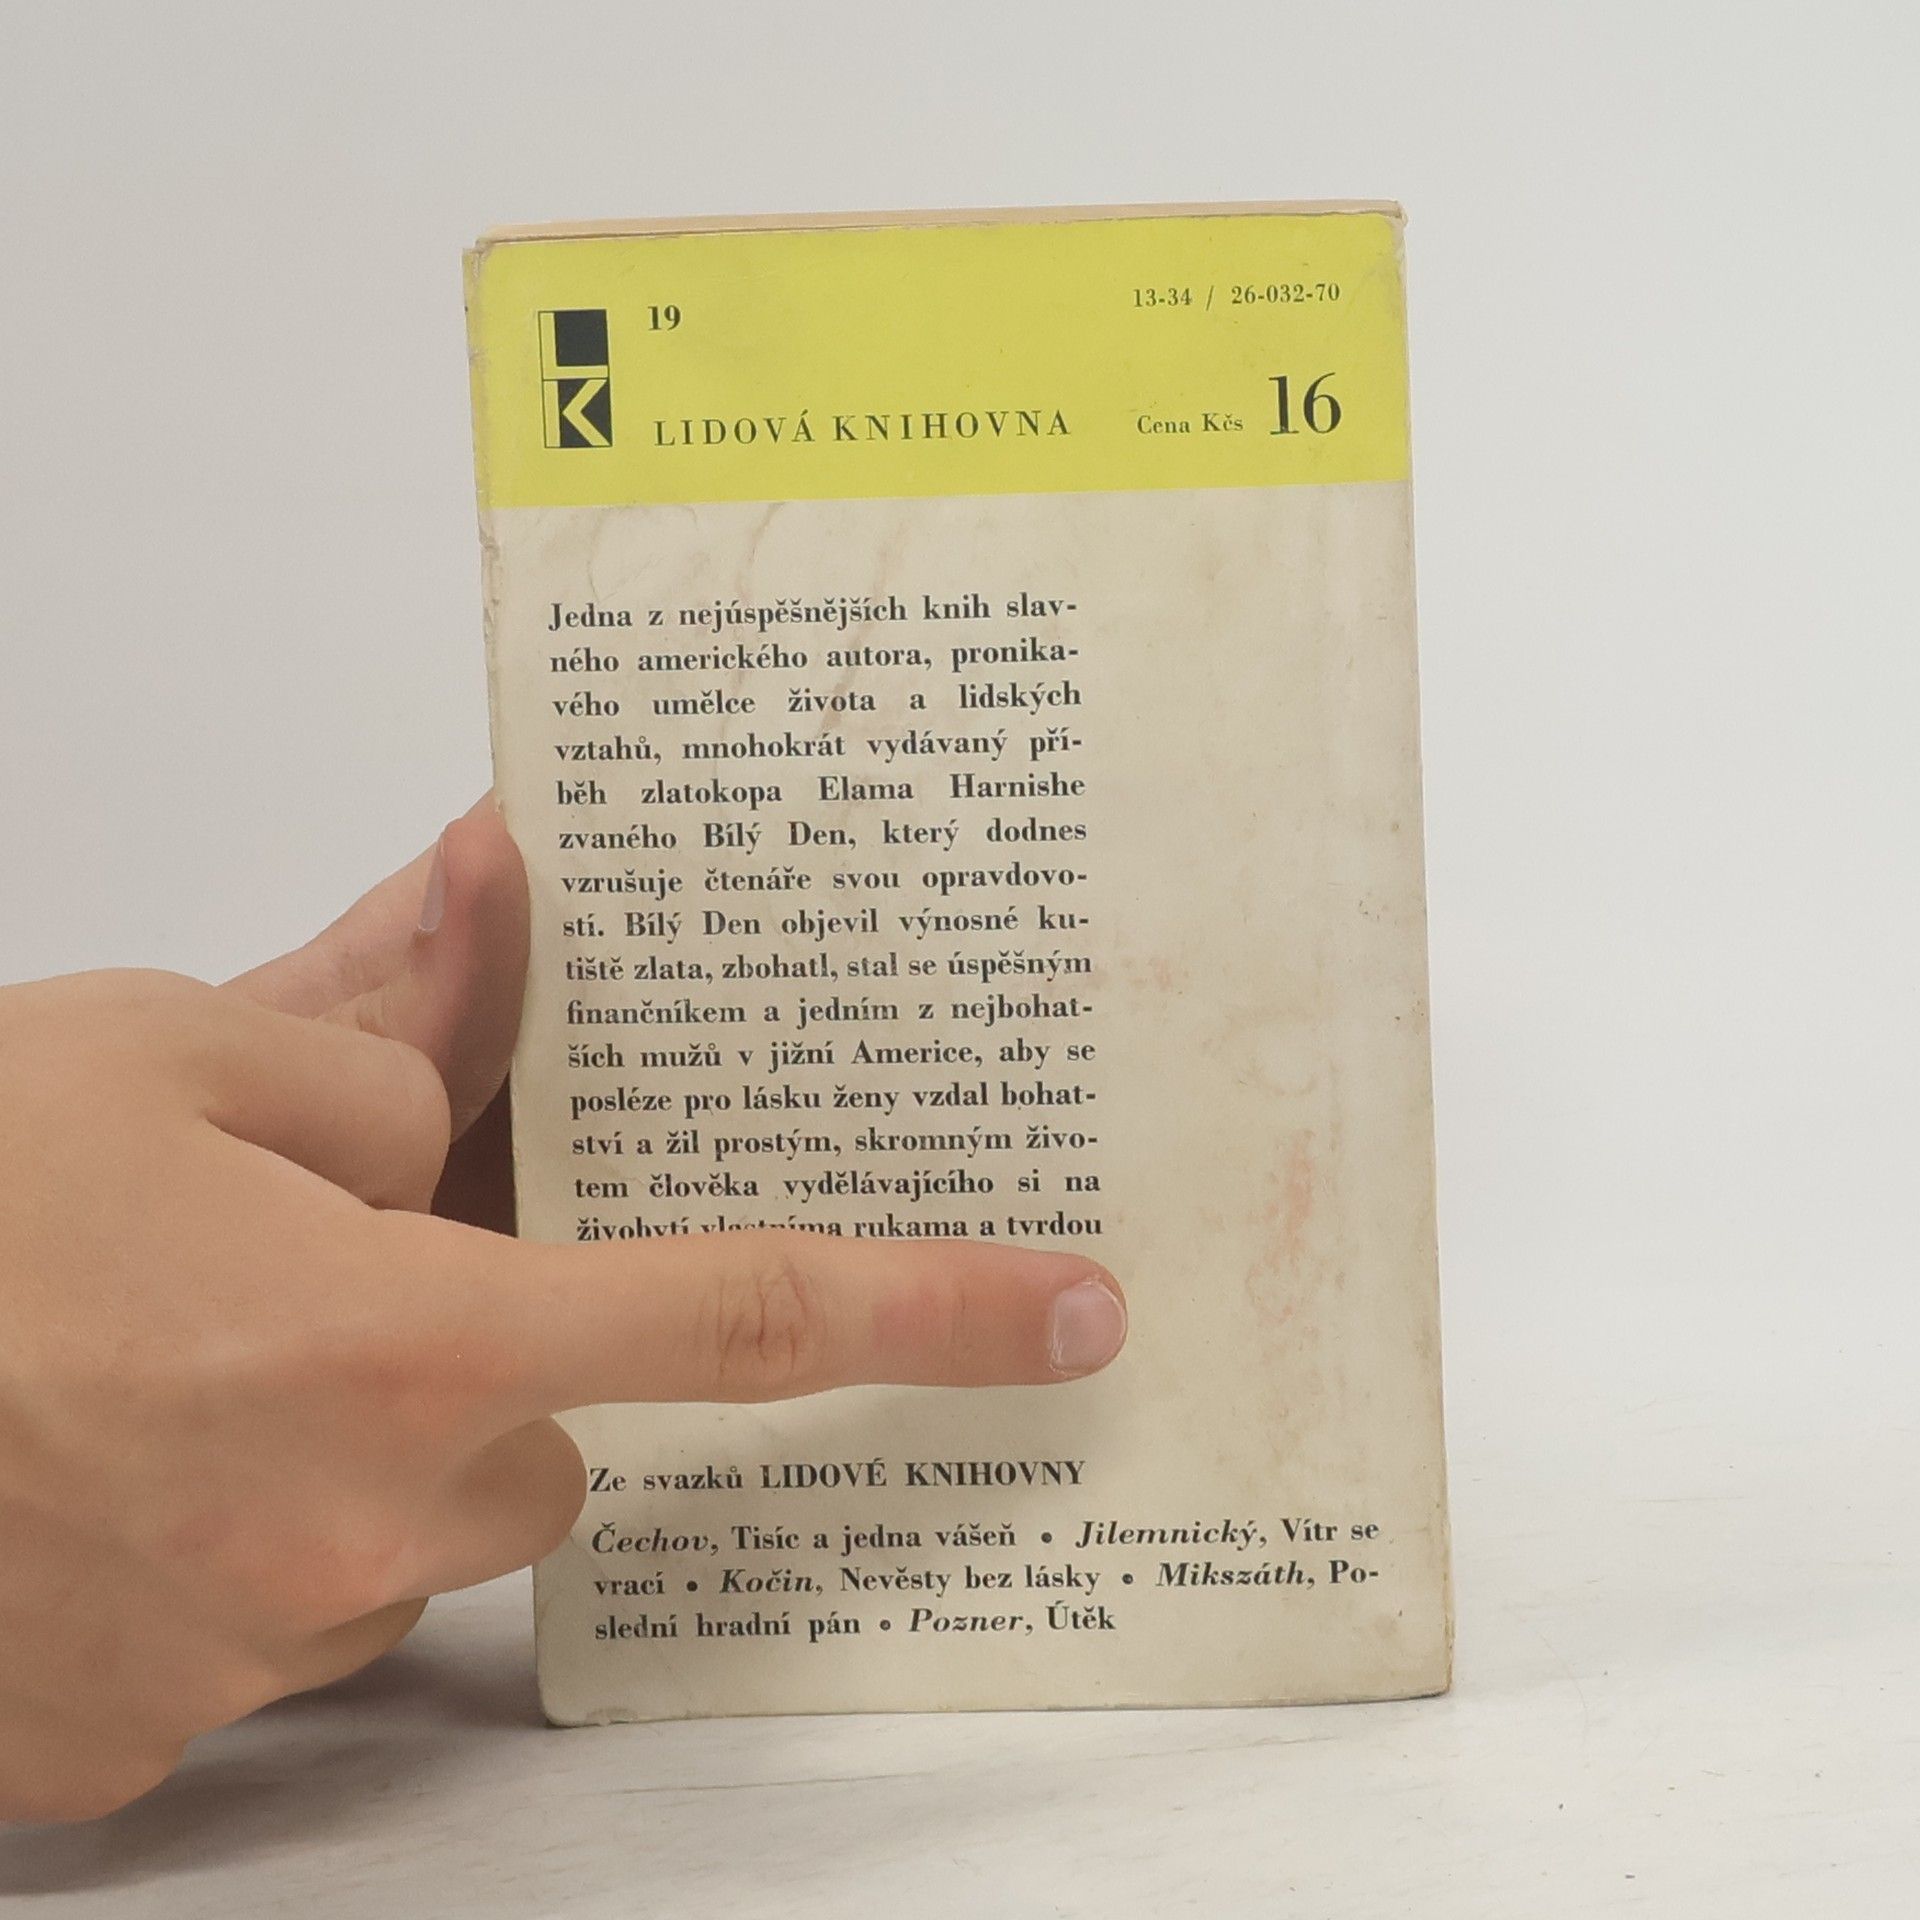 LK
19
13-34 / 26-032-70
LIDOVÁ KNIHOVNA
Cena Kčs 16
Jedna z nejúspěšnějších knih slav-
ného amerického autora, pronika-
vého umělce života a lidských
vztahů, mnohokrát vydávaný pří-
běh zlatokopa Elama Harnishe
zvaného Bílý Den, který dodnes
vzrušuje čtenáře svou opravdovo-
stí. Bílý Den objevil výnosné ku-
tiště zlata, zbohatl, stal se úspěšným
finančníkem a jedním z nejbohat-
ších mužů v jižní Americe, aby se
posléze pro lásku ženy vzdal bohat-
ství a žil prostým, skromným živo-
tem člověka vydělávajícího si na
živobytí vlastníma rukama a tvrdou
Ze svazků LIDOVÉ KNIHOVNY
Čechov, Tisíc a jedna vášeň • Jilemnický, Vítr se
vrací • Kočin, Nevěsty bez lásky • Mikszáth, Po-
slední hradní pán • Pozner, Útěk